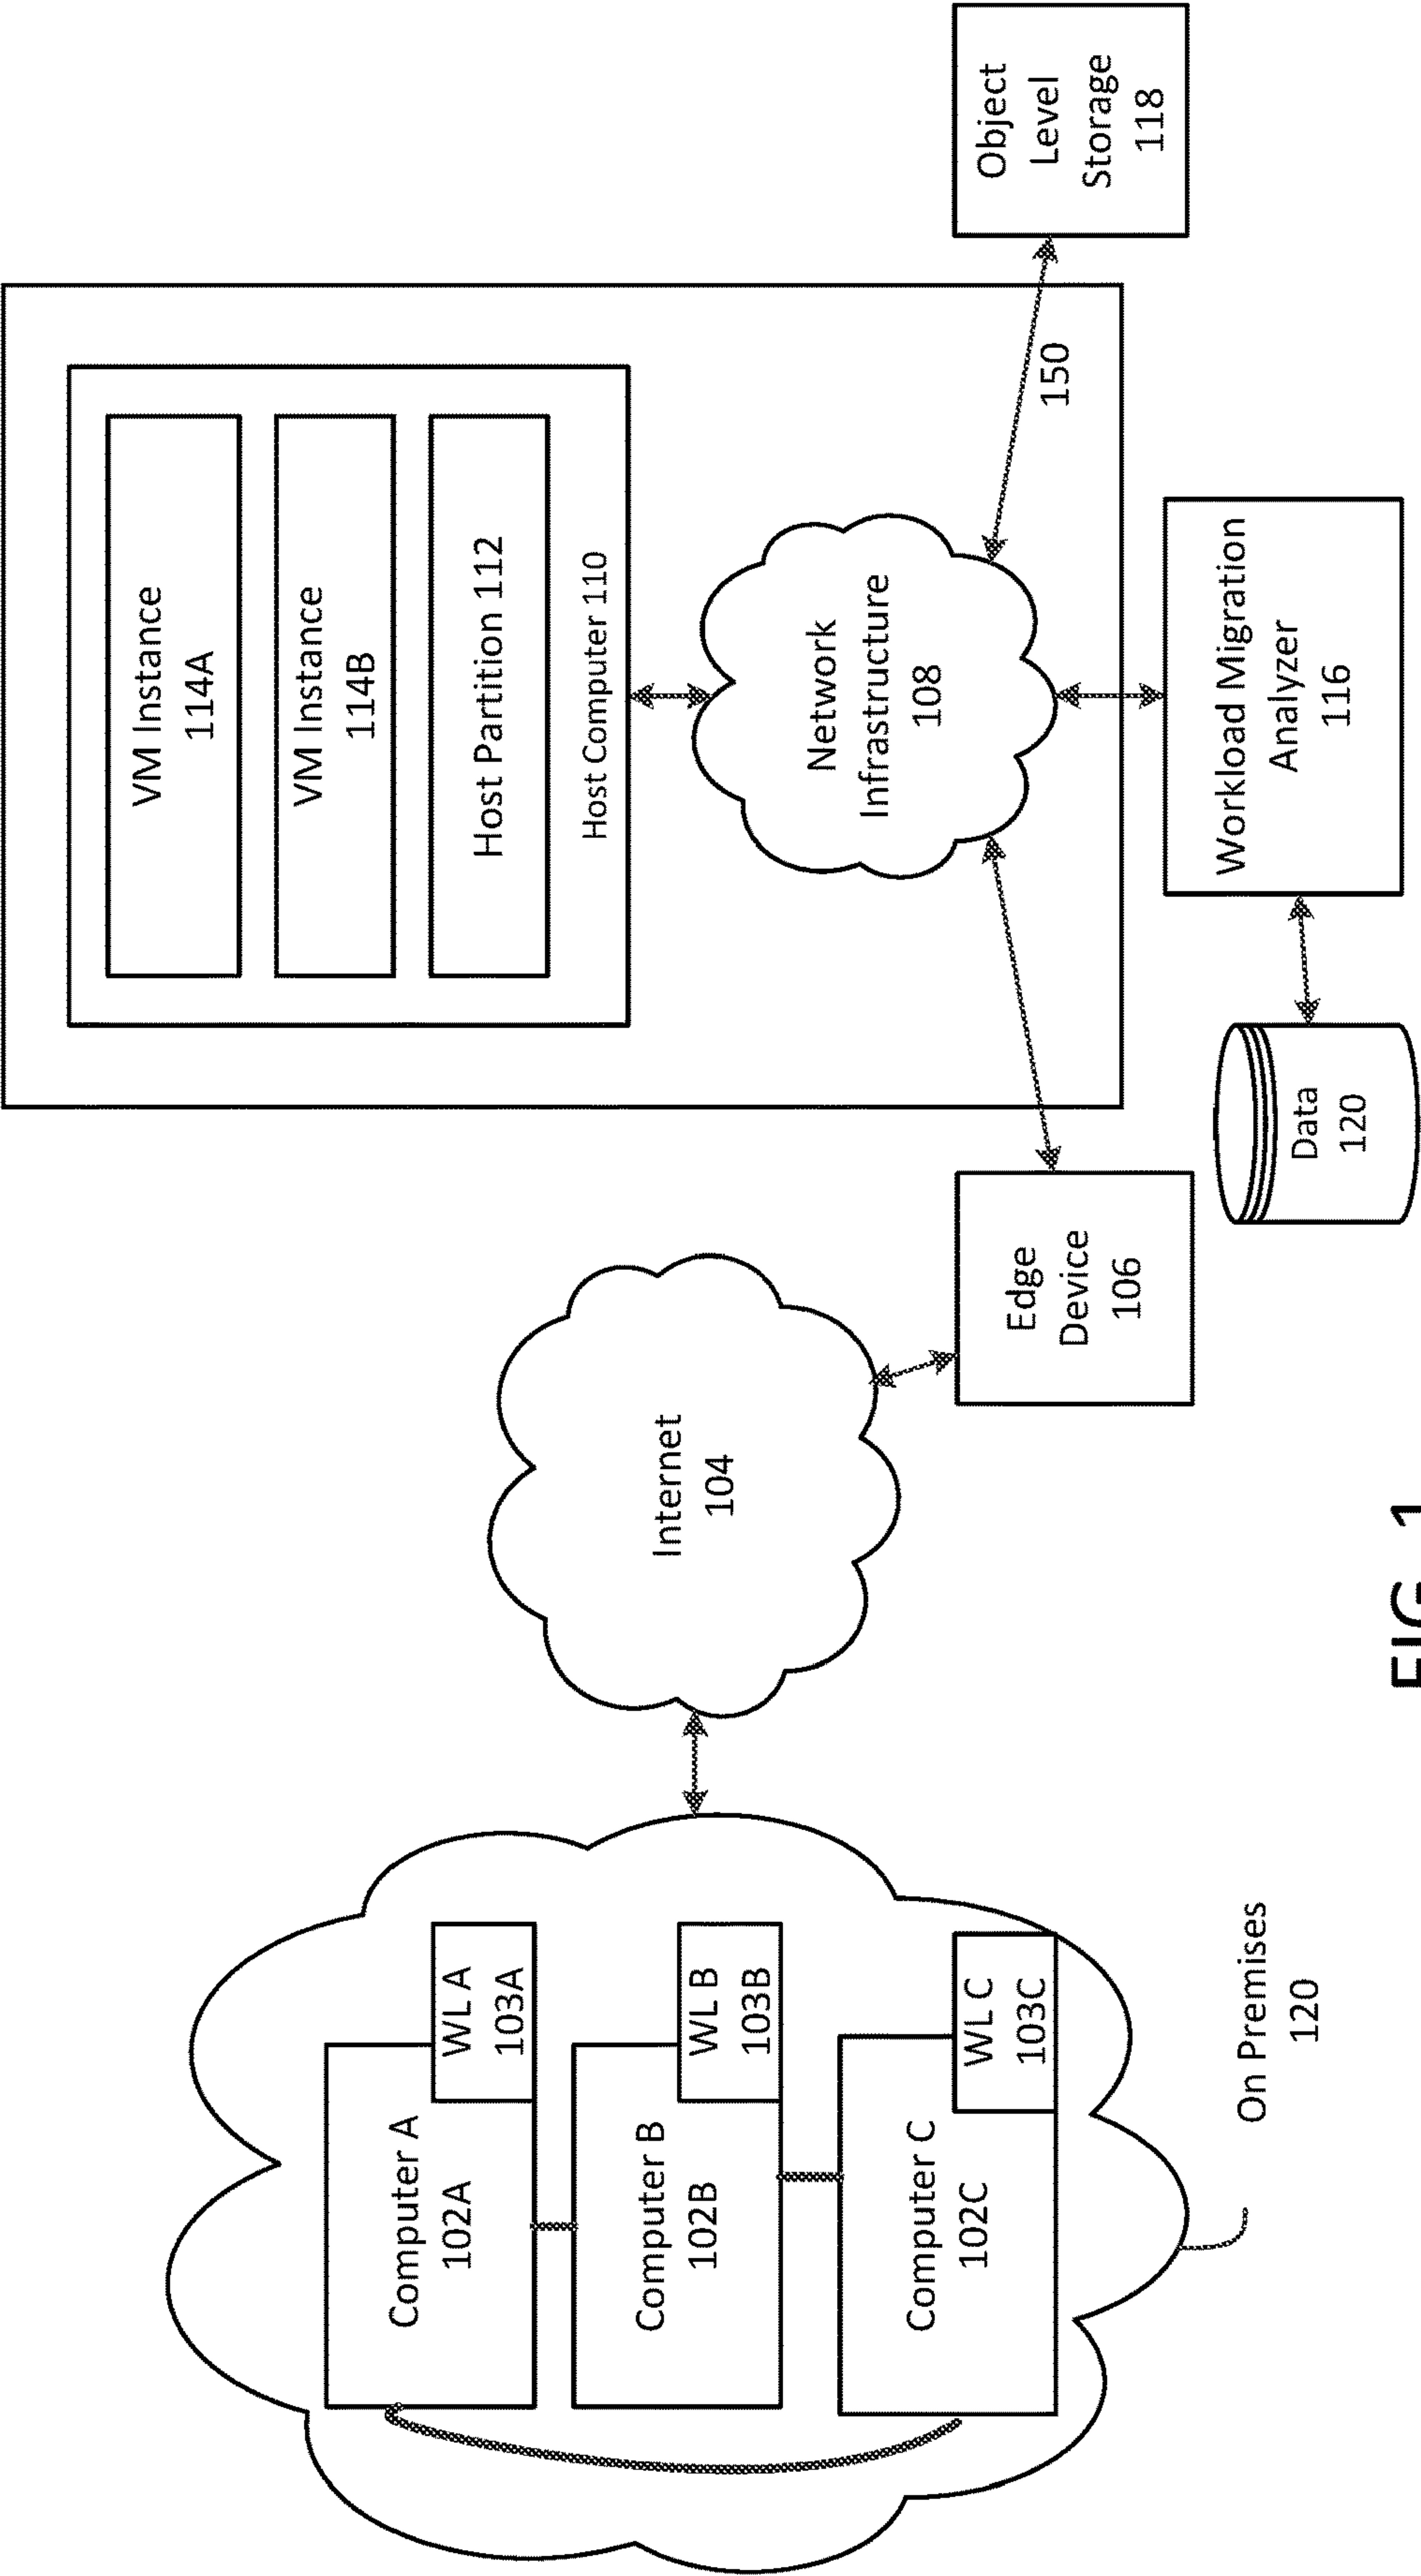 Computer A
102A
WL A
103A
Computer B
102B
WL B
103B
Computer C
102C
WL C
103C
On Premises
120
Internet
104
Edge
Device
106
VM Instance
114A
VM Instance
114B
Host Partition 112
Host Computer 110
Network
Infrastructure
108
150
Object
Level
Storage
118
Workload Migration
Analyzer
116
Data
120
FIG. 1